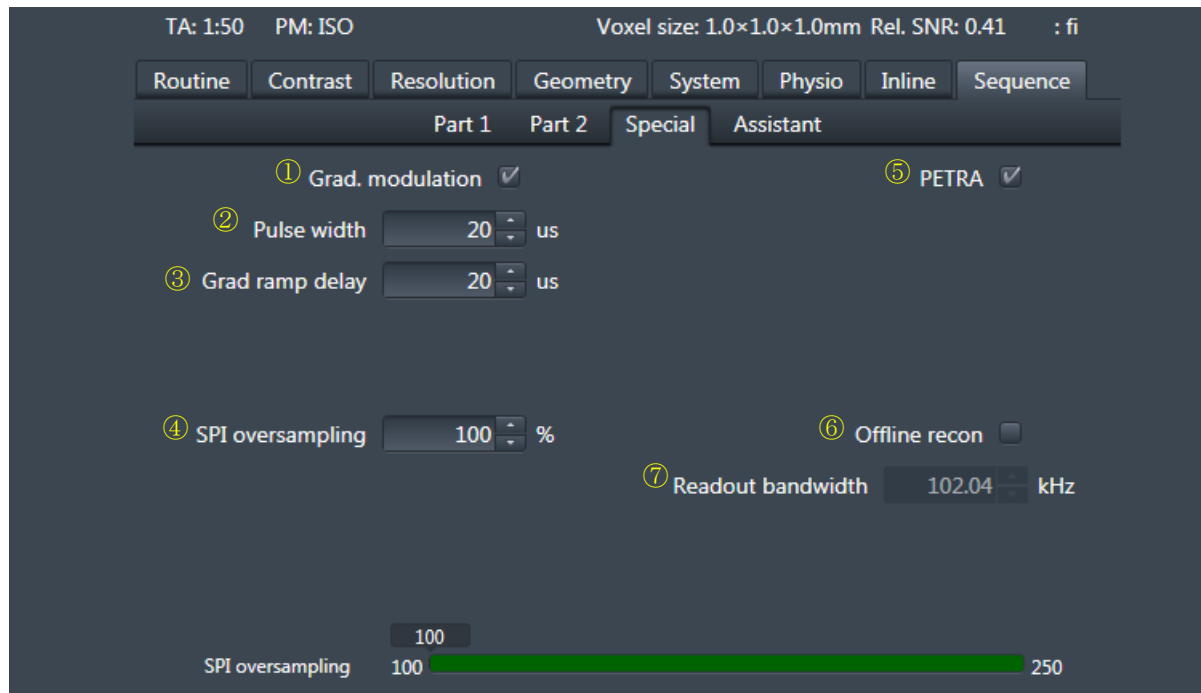 TA: 1:50 PM: ISO Voxel size: 1.0×1.0×1.0mm Rel. SNR: 0.41 : fi
Routine Contrast Resolution Geometry System Physio Inline Sequence
Part 1 Part 2 Special Assistant
① Grad. modulation ⑤ PETRA
② Pulse width 20 us
③ Grad ramp delay 20 us
④ SPI oversampling 100 % ⑥ Offline recon
⑦ Readout bandwidth 102.04 kHz
100
SPI oversampling 100 250